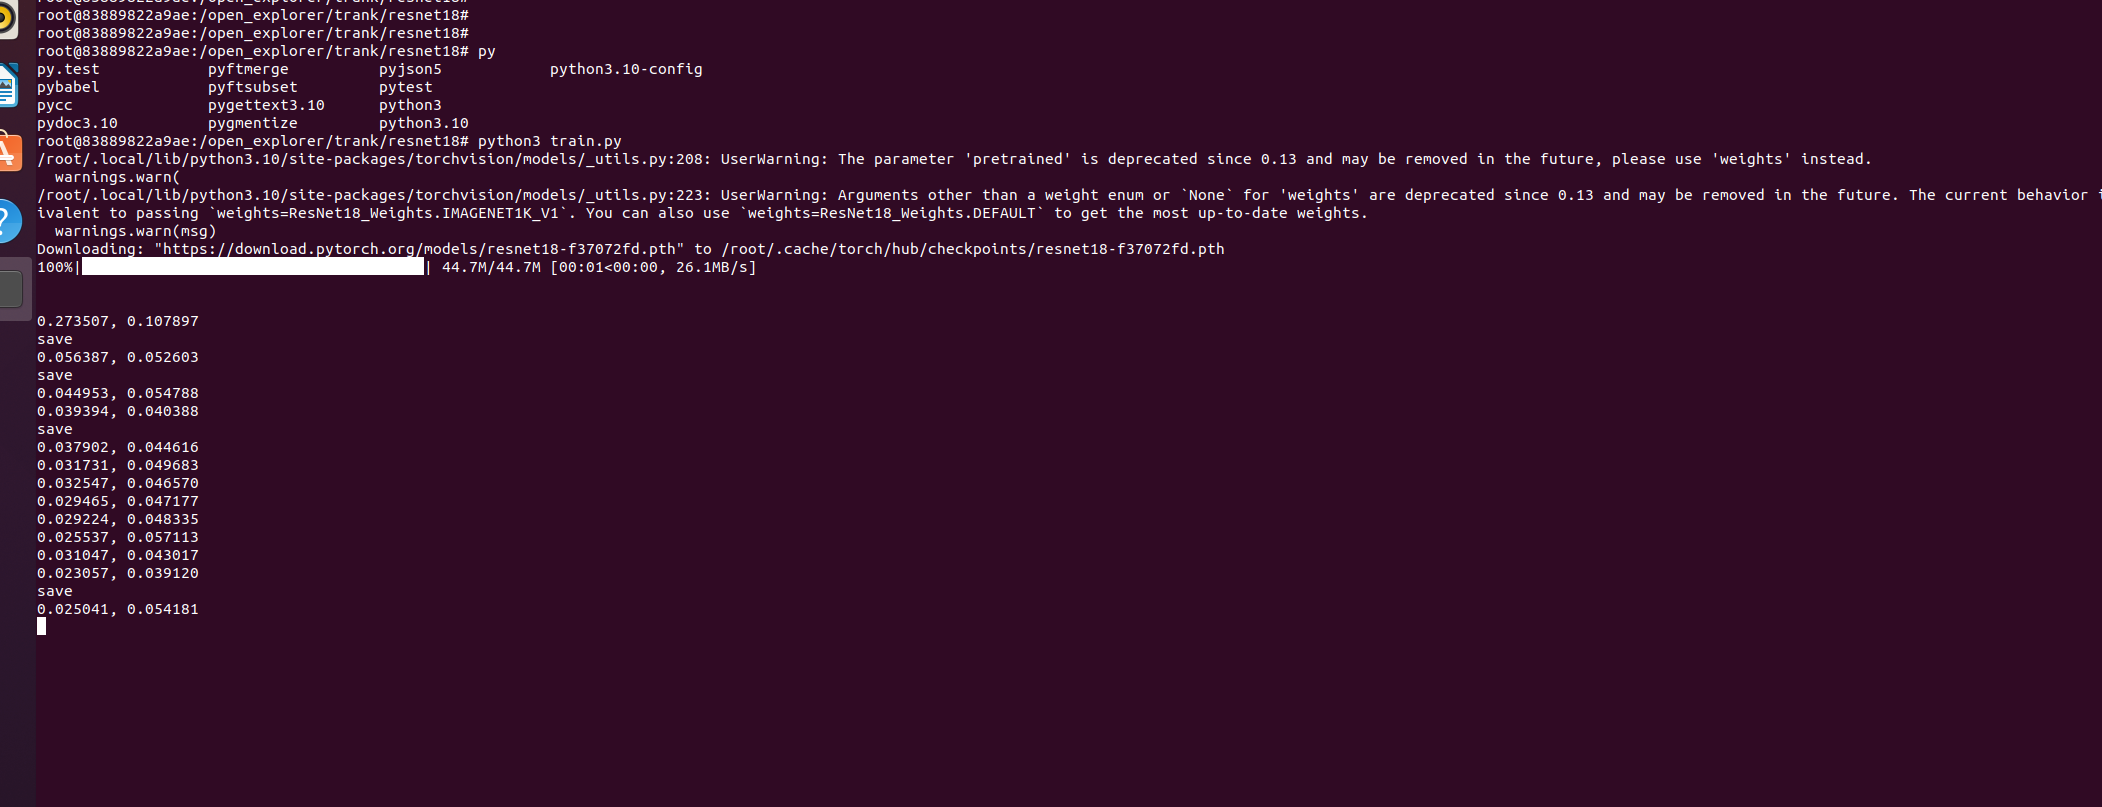 root@83889822a9ae:/open_explorer/trank/resnet18#
root@83889822a9ae:/open_explorer/trank/resnet18#
root@83889822a9ae:/open_explorer/trank/resnet18#
root@83889822a9ae:/open_explorer/trank/resnet18# py
py.test pyftmerge pyjson5 python3.10-config
pybabel pyftsubset pytest
pycc pygettext3.10 python3
pydoc3.10 pygmentize python3.10
root@83889822a9ae:/open_explorer/trank/resnet18# python3 train.py
/root/.local/lib/python3.10/site-packages/torchvision/models/_utils.py:208: UserWarning: The parameter 'pretrained' is deprecated since 0.13 and may be removed in the future, please use 'weights' instead.
warnings.warn(
/root/.local/lib/python3.10/site-packages/torchvision/models/_utils.py:223: UserWarning: Arguments other than a weight enum or `None` for 'weights' are deprecated since 0.13 and may be removed in the future. The current behavior i
ivalent to passing `weights=ResNet18_Weights.IMAGENET1K_V1`. You can also use `weights=ResNet18_Weights.DEFAULT` to get the most up-to-date weights.
warnings.warn(msg)
Downloading: "https://download.pytorch.org/models/resnet18-f37072fd.pth" to /root/.cache/torch/hub/checkpoints/resnet18-f37072fd.pth
100%| | 44.7M/44.7M [00:01<00:00, 26.1MB/s]
0.273507, 0.107897
save
0.056387, 0.052603
save
0.044953, 0.054788
0.039394, 0.040388
save
0.037902, 0.044616
0.031731, 0.049683
0.032547, 0.046570
0.029465, 0.047177
0.029224, 0.048335
0.025537, 0.057113
0.031047, 0.043017
0.023057, 0.039120
save
0.025041, 0.054181